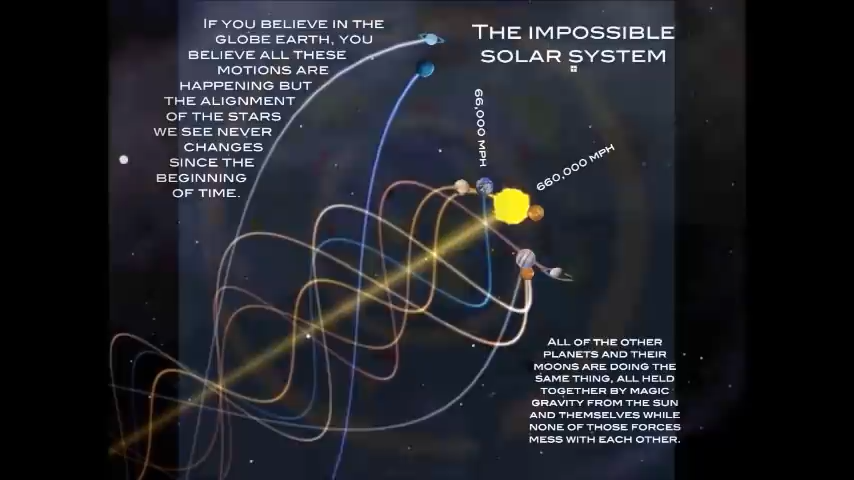 IF YOU BELIEVE IN THE
GLOBE EARTH, YOU
BELIEVE ALL THESE
MOTIONS ARE
HAPPENING BUT
THE ALIGNMENT
OF THE STARS
WE SEE NEVER
CHANGES
SINCE THE
BEGINNING
OF TIME.
THE IMPOSSIBLE
SOLAR SYSTEM
66,000 MPH
660,000 MPH
ALL OF THE OTHER
PLANETS AND THEIR
MOONS ARE DOING THE
SAME THING, ALL HELD
TOGETHER BY MAGIC
GRAVITY FROM THE SUN
AND THEMSELVES WHILE
NONE OF THOSE FORCES
MESS WITH EACH OTHER.